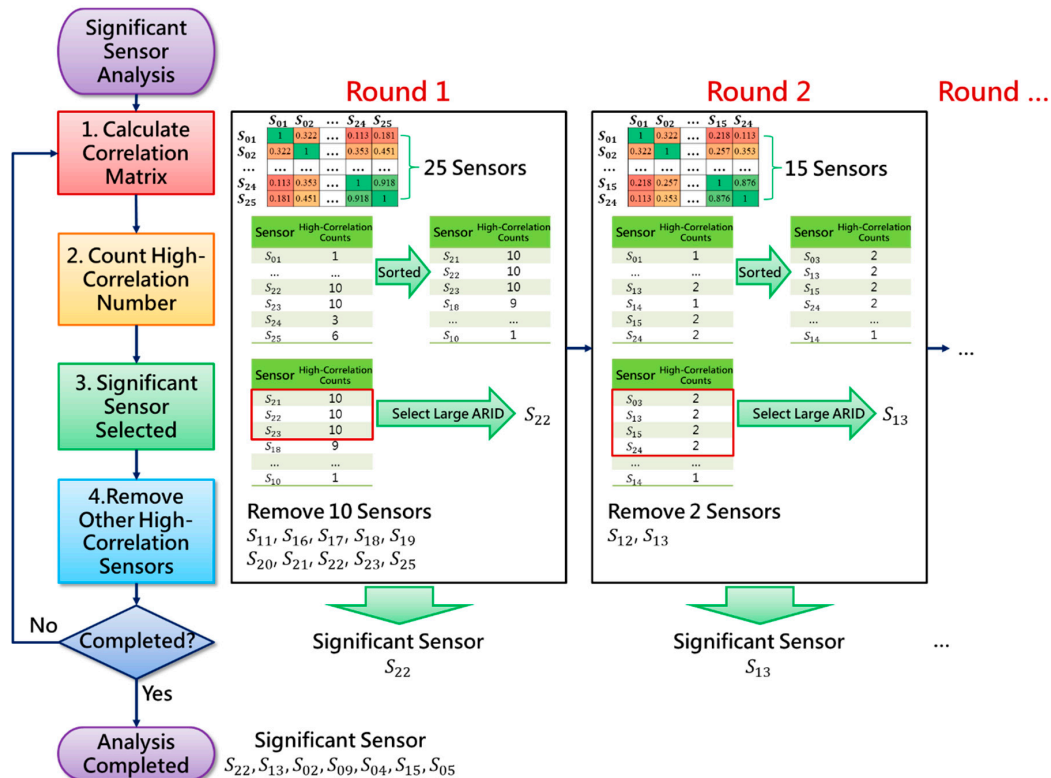 Significant
Sensor
Analysis
1. Calculate
Correlation
Matrix
2. Count High-
Correlation
Number
3. Significant
Sensor
Selected
4.Remove
Other High-
Correlation
Sensors
Completed?
No
Yes
Analysis
Completed
Round 1
S01 S02 ... S24 S25
S01 1 0.322 ... 0.113 0.181
S02 0.322 1 ... 0.353 0.451
... ... ... ... ...
S24 0.113 0.353 ... 1 0.918
S25 0.181 0.451 ... 0.918 1
25 Sensors
Sensor High-Correlation Counts
S01 1
... ...
S22 10
S23 10
S24 3
S25 6
Sorted
Sensor High-Correlation Counts
S21 10
S22 10
S23 10
S18 9
... ...
S10 1
Sensor High-Correlation Counts
S21 10
S22 10
S23 10
S18 9
... ...
S10 1
Select Large ARID
S22
Remove 10 Sensors
S11, S16, S17, S18, S19
S20, S21, S22, S23, S25
Significant Sensor
S22
Round 2
S01 S02 ... S15 S24
S01 1 0.322 ... 0.218 0.113
S02 0.322 1 ... 0.257 0.353
... ... ... ... ...
S15 0.218 0.257 ... 1 0.876
S24 0.113 0.353 ... 0.876 1
15 Sensors
Sensor High-Correlation Counts
S01 1
... ...
S13 2
S14 1
S15 2
S24 2
Sorted
Sensor High-Correlation Counts
S03 2
S13 2
S15 2
S24 2
... ...
S14 1
Sensor High-Correlation Counts
S03 2
S13 2
S15 2
S24 2
... ...
S14 1
Select Large ARID
S13
Remove 2 Sensors
S12, S13
Significant Sensor
S13
Round ...
...
...
Significant Sensor
S22, S13, S02, S09, S04, S15, S05